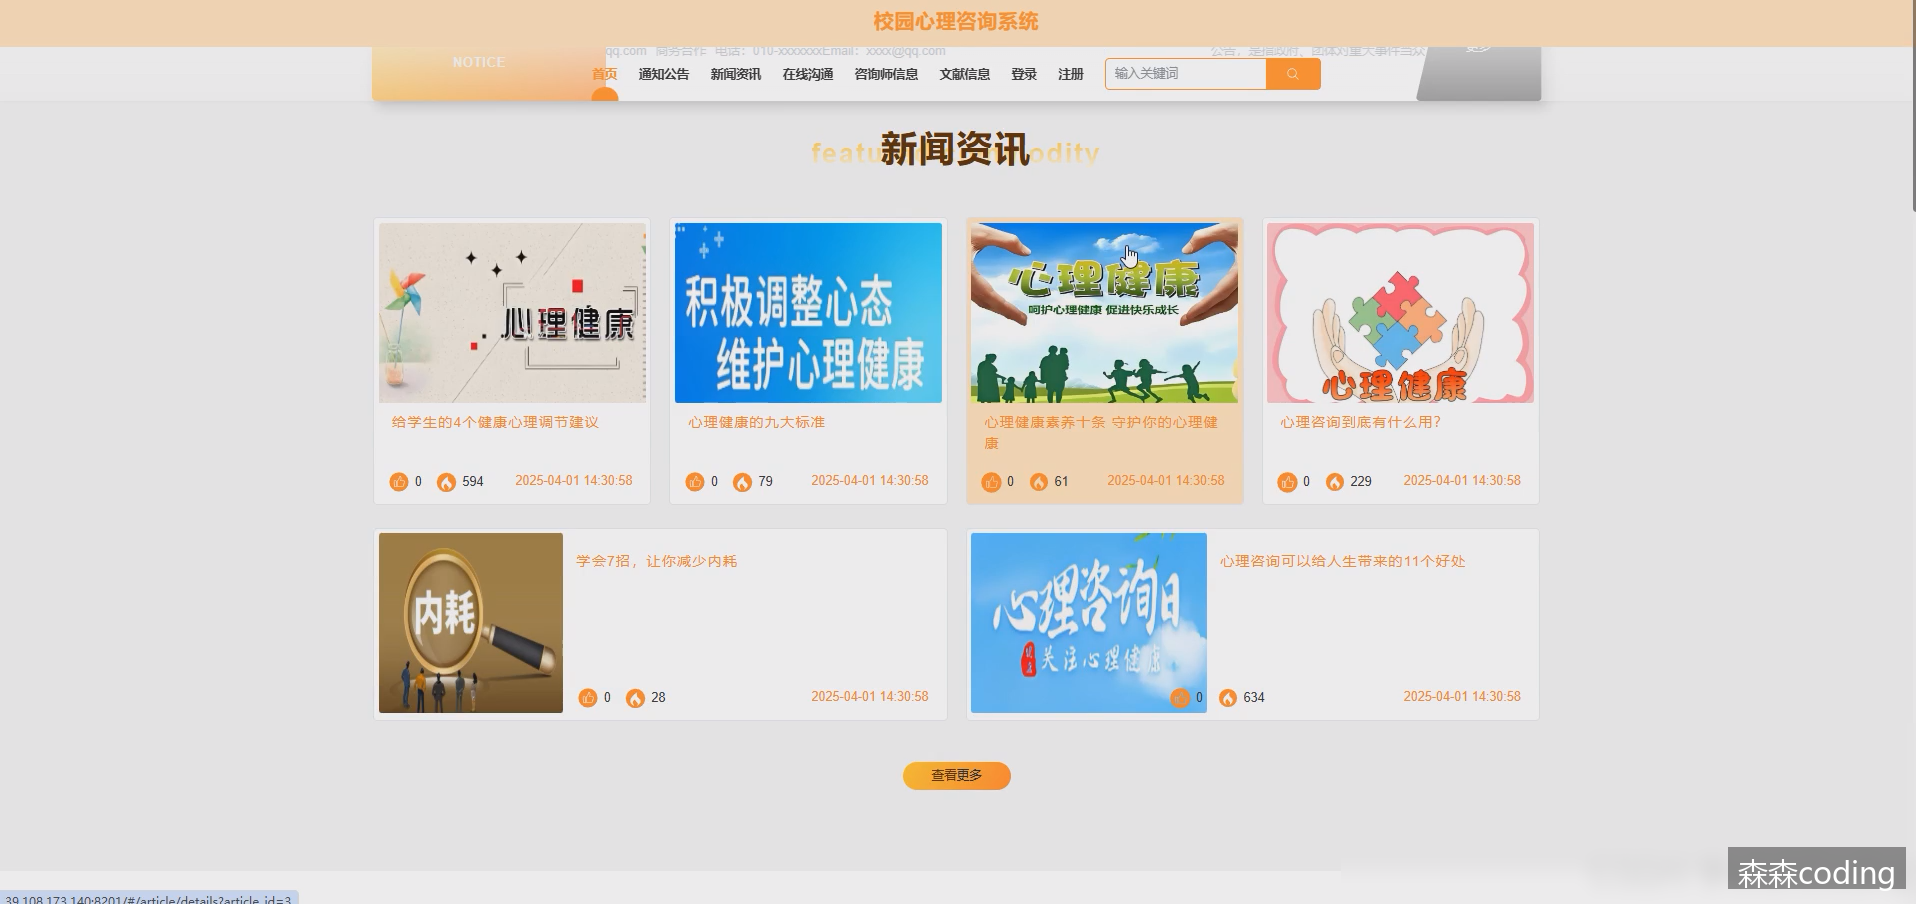 校园心理咨询系统
qq.com 商务合作 电话：010-xxxxxxxEmail：xxxx@qq.com
公告，是指政府、团体对重大事件当众
更多
NOTICE
首页 通知公告 新闻资讯 在线沟通 咨询师信息 文献信息 登录 注册 输入关键词
新闻资讯
featu odity
心理健康
积极调整心态
维护心理健康
心理健康
呵护心理健康 促进快乐成长
心理健康
给学生的4个健康心理调节建议
心理健康的九大标准
心理健康素养十条 守护你的心理健
康
心理咨询到底有什么用？
0 594 2025-04-01 14:30:58
0 79 2025-04-01 14:30:58
0 61 2025-04-01 14:30:58
0 229 2025-04-01 14:30:58
内耗
学会7招，让你减少内耗
0 28 2025-04-01 14:30:58
心理咨询日
关注心理健康
心理咨询可以给人生带来的11个好处
0 634 2025-04-01 14:30:58
查看更多
森森coding
39.108.173.140:8201/#/article/details?article_id=3